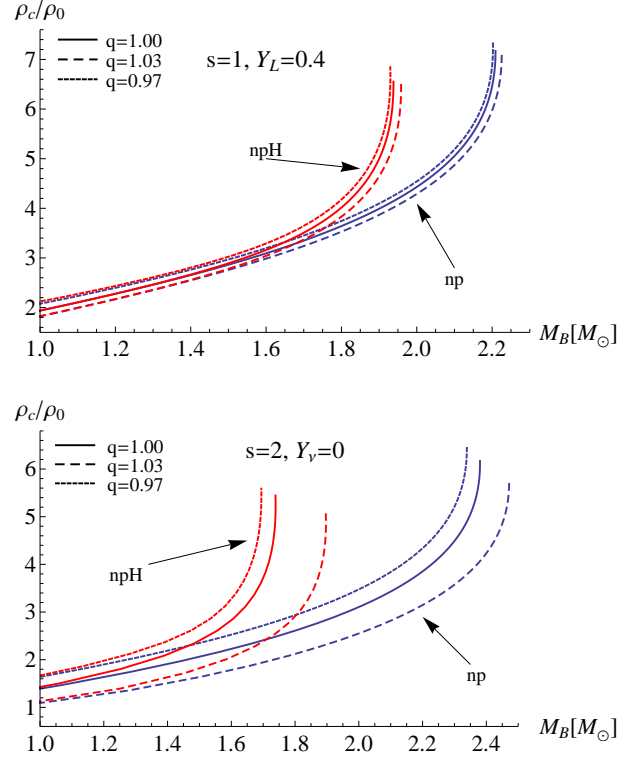 ρc/ρ0
q=1.00
q=1.03
q=0.97
s=1, YL=0.4
npH
np
7
6
5
4
3
2
1.0 1.2 1.4 1.6 1.8 2.0 2.2
MB[M⊙]
ρc/ρ0
q=1.00
q=1.03
q=0.97
s=2, Yν=0
npH
np
6
5
4
3
2
1
1.0 1.2 1.4 1.6 1.8 2.0 2.2 2.4
MB[M⊙]